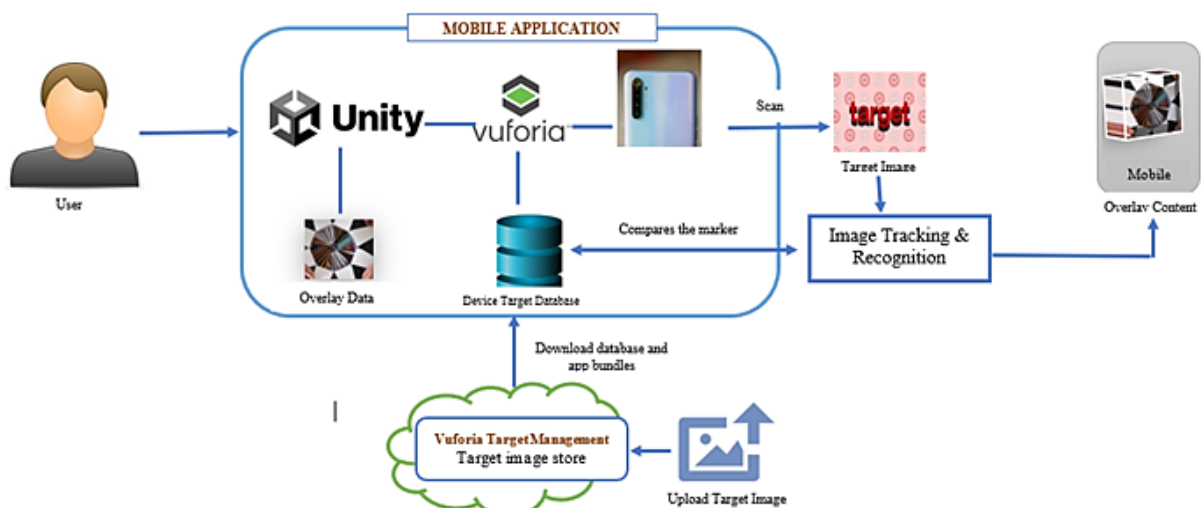 MOBILE APPLICATION
Unity
vuforia
Scan
target
Target Image
User
Mobile
Overlay Content
Compares the marker
Image Tracking &
Recognition
Overlay Data
Device Target Database
Download database and
app bundles
Vuforia TargetManagement
Target image store
Upload Target Image